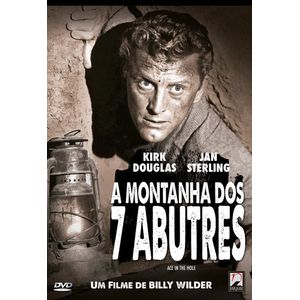 KIRK DOUGLAS
JAN STERLING
A MONTANHA DOS
7 ABUTRES
ACE IN THE HOLE
DVD
UM FILME DE BILLY WILDER